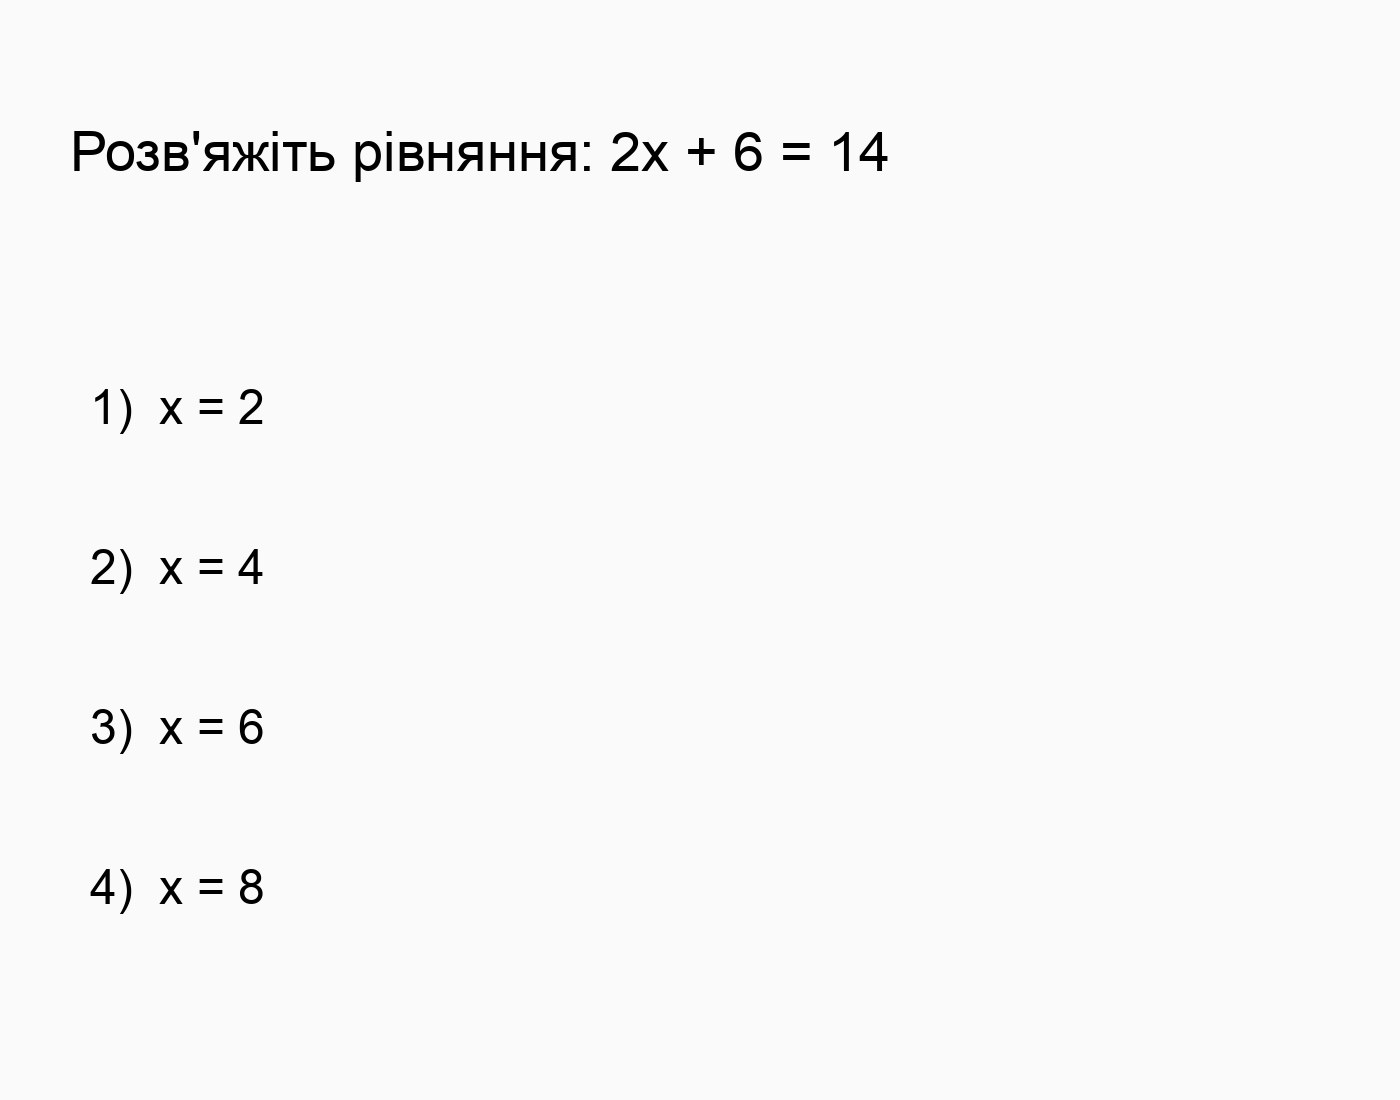 Розв'яжіть рівняння: 2x + 6 = 14
1) x = 2
2) x = 4
3) x = 6
4) x = 8